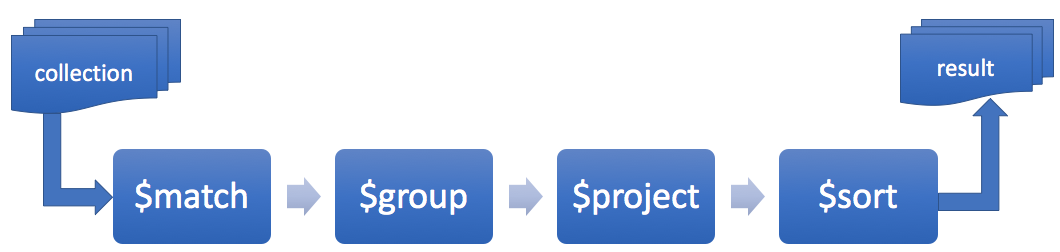 collection
result
$match
$group
$project
$sort